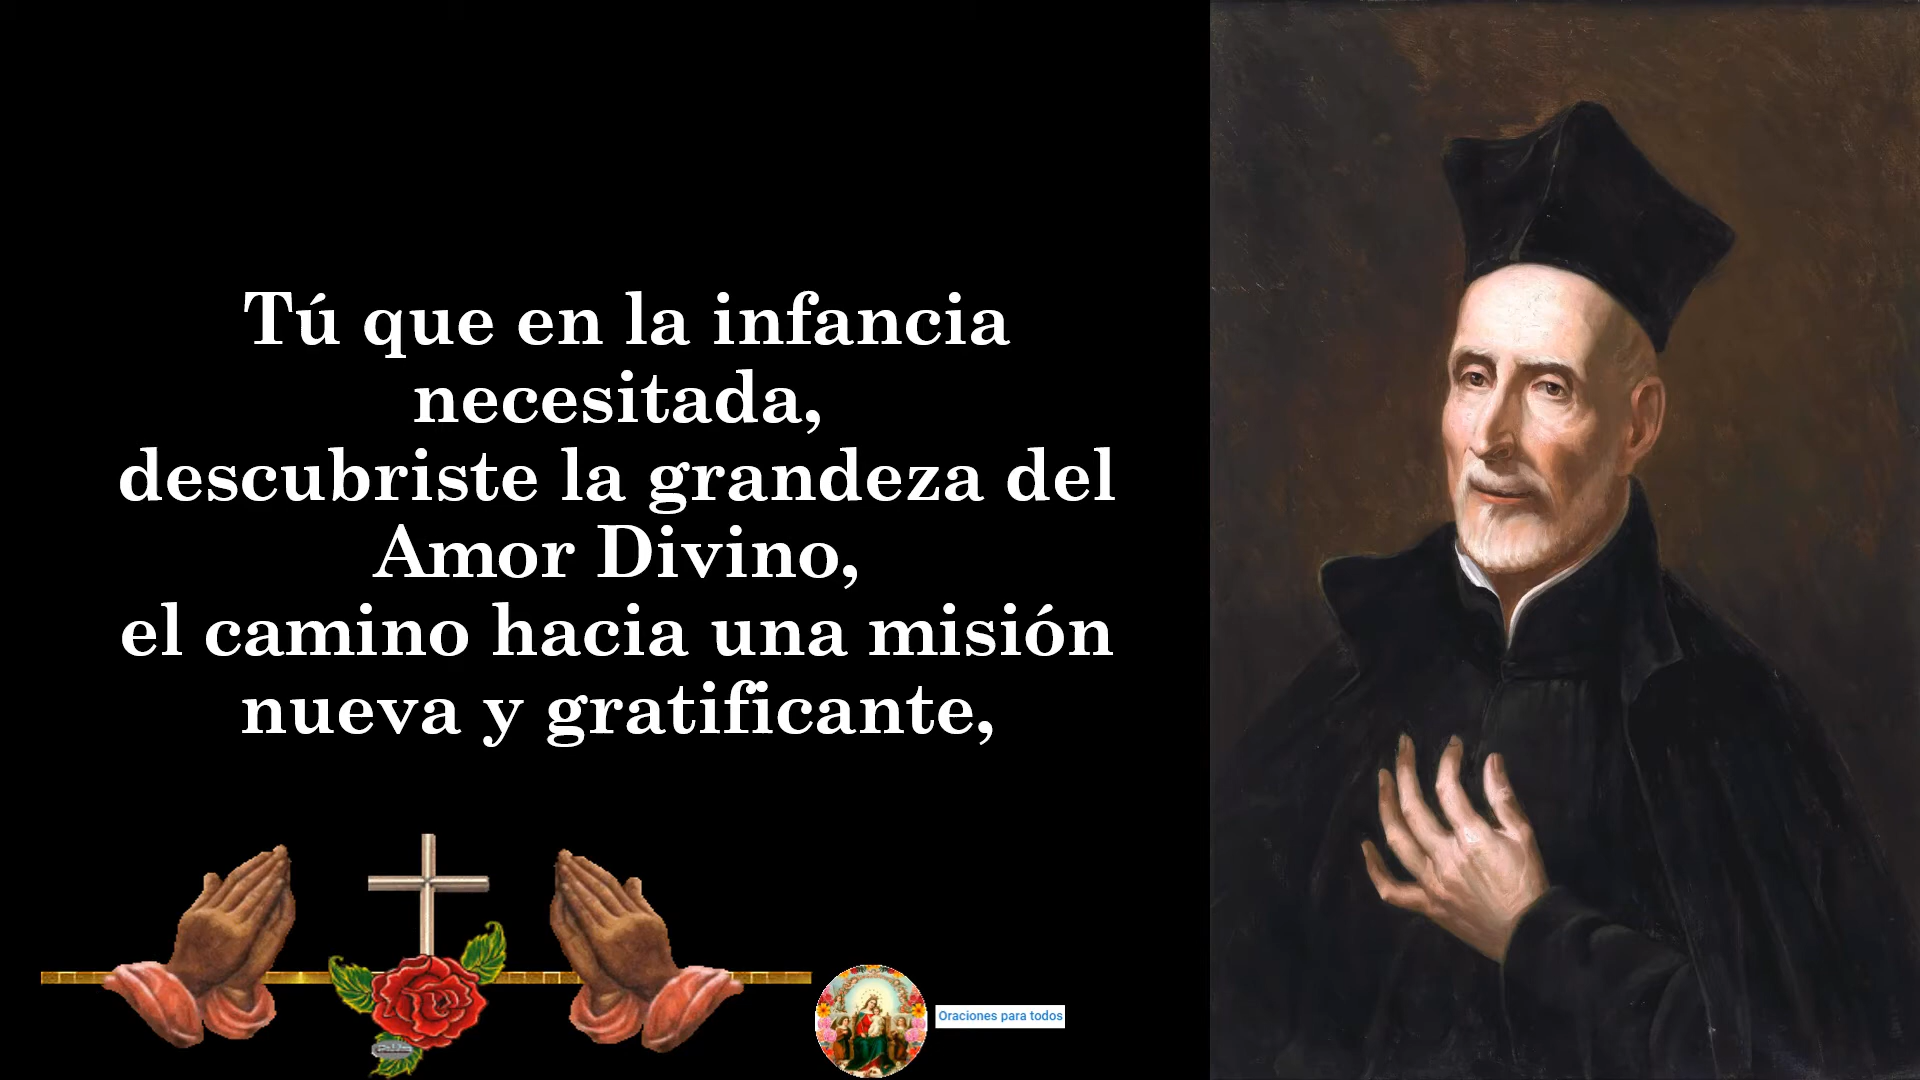 Tú que en la infancia
necesitada,
descubriste la grandeza del
Amor Divino,
el camino hacia una misión
nueva y gratificante,
Oraciones para todos